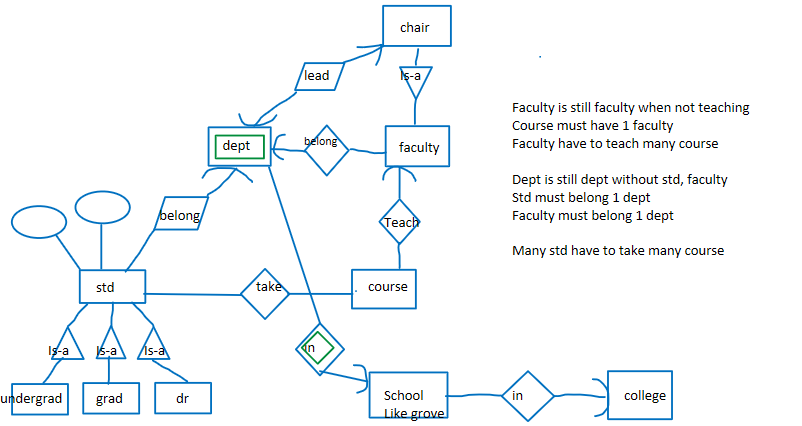 chair
lead
Is-a
dept
belong
faculty
belong
Teach
std
take
course
Is-a
Is-a
Is-a
in
undergrad
grad
dr
School
Like grove
in
college
Faculty is still faculty when not teaching
Course must have 1 faculty
Faculty have to teach many course
Dept is still dept without std, faculty
Std must belong 1 dept
Faculty must belong 1 dept
Many std have to take many course